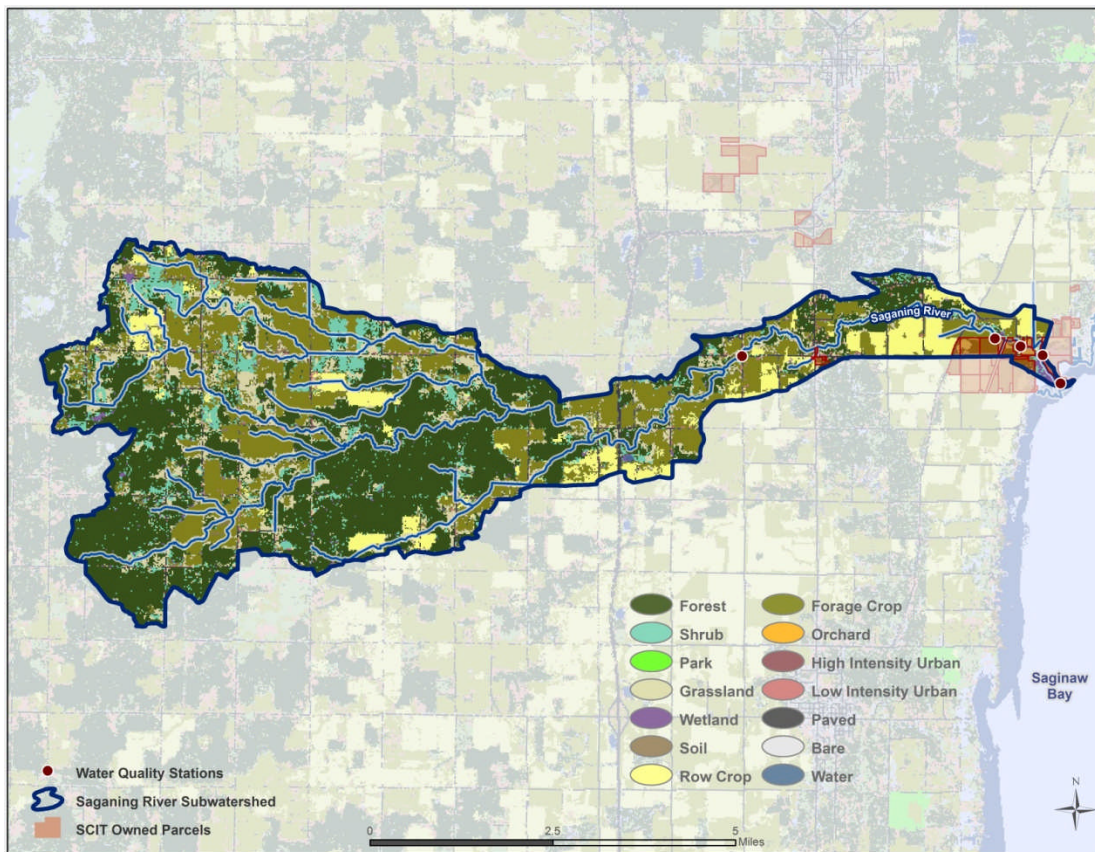 Saganing River
Saginaw
Bay
Forest
Shrub
Park
Grassland
Wetland
Soil
Row Crop
Forage Crop
Orchard
High Intensity Urban
Low Intensity Urban
Paved
Bare
Water
Water Quality Stations
Saganing River Subwatershed
SCIT Owned Parcels
0 2.5 5
Miles
N